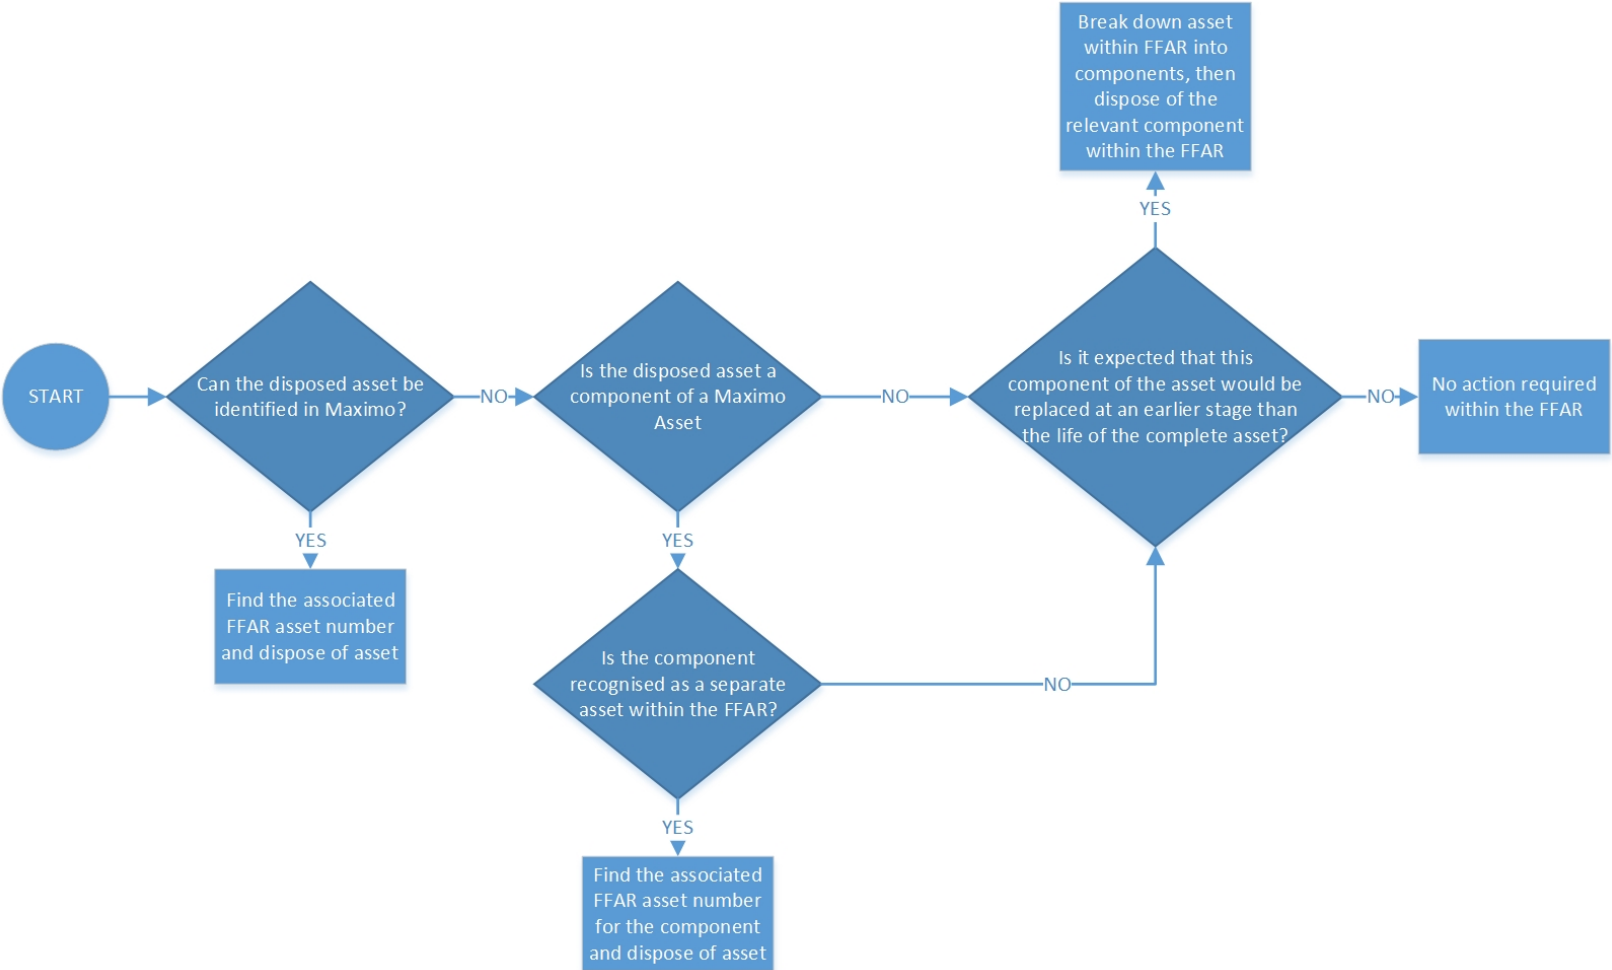 Break down asset
within FFAR into
components, then
dispose of the
relevant component
within the FFAR
YES
START
Can the disposed asset be
identified in Maximo?
NO
Is the disposed asset a
component of a Maximo
Asset
NO
Is it expected that this
component of the asset would be
replaced at an earlier stage than
the life of the complete asset?
NO
No action required
within the FFAR
YES
Find the associated
FFAR asset number
and dispose of asset
YES
Is the component
recognised as a separate
asset within the FFAR?
NO
YES
Find the associated
FFAR asset number
for the component
and dispose of asset